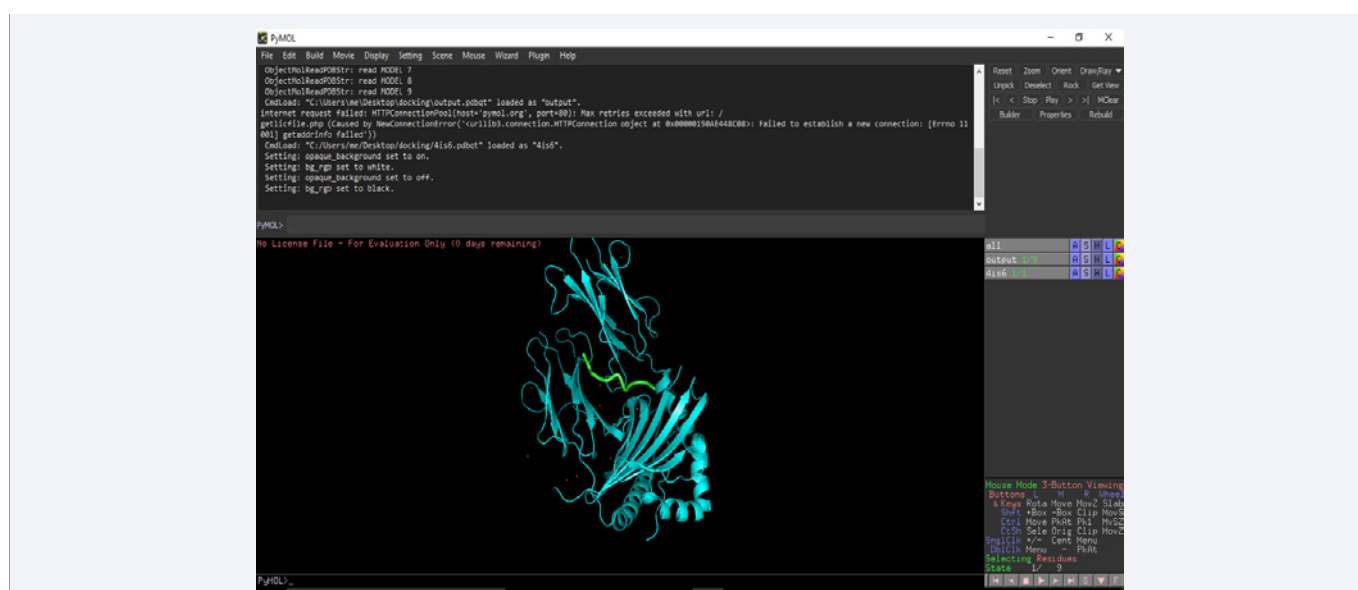 PyMOL
File Edit Build Movie Display Setting Scene Mouse Wizard Plugin Help
ObjectMolReadPDBStr: read MODEL 7
ObjectMolReadPDBStr: read MODEL 8
ObjectMolReadPDBStr: read MODEL 9
CmdLoad: "C:\Users\me\Desktop\docking\output.pdbqt" loaded as "output".
internet request failed: HTTPConnectionPool(host='pymol.org', port=80): Max retries exceeded with url: /
getlicfile.php (Caused by NewConnectionError('<urllib3.connection.HTTPConnection object at 0x00000150AE448C08>: Failed to establish a new connection: [Errno 11
001] getaddrinfo failed'))
CmdLoad: "C:/Users/me/Desktop/docking/4is6.pdbqt" loaded as "4is6".
Setting: opaque_background set to on.
Setting: bg_rgb set to white.
Setting: opaque_background set to off.
Setting: bg_rgb set to black.
PyMOL>
Reset Zoom Orient Draw/Ray
Unpick Deselect Rock Get View
|< < Stop Play > >| MClear
Builder Properties Rebuild
No License File - For Evaluation Only (0 days remaining)
all A S H L C
output 1/9 A S H L C
4is6 1/1 A S H L C
Mouse Mode 3-Button Viewing
Buttons L M R Wheel
& Keys Rota Move MovZ Slab
Shft +Box -Box Clip MovS
Ctrl Move PkAt Pk1 MvSZ
CtSh Sele Orig Clip MovZ
SnglClk +/- Cent Menu
DblClk Menu - PkAt
Selecting Residues
State 1/ 9
PyMOL>_
S F